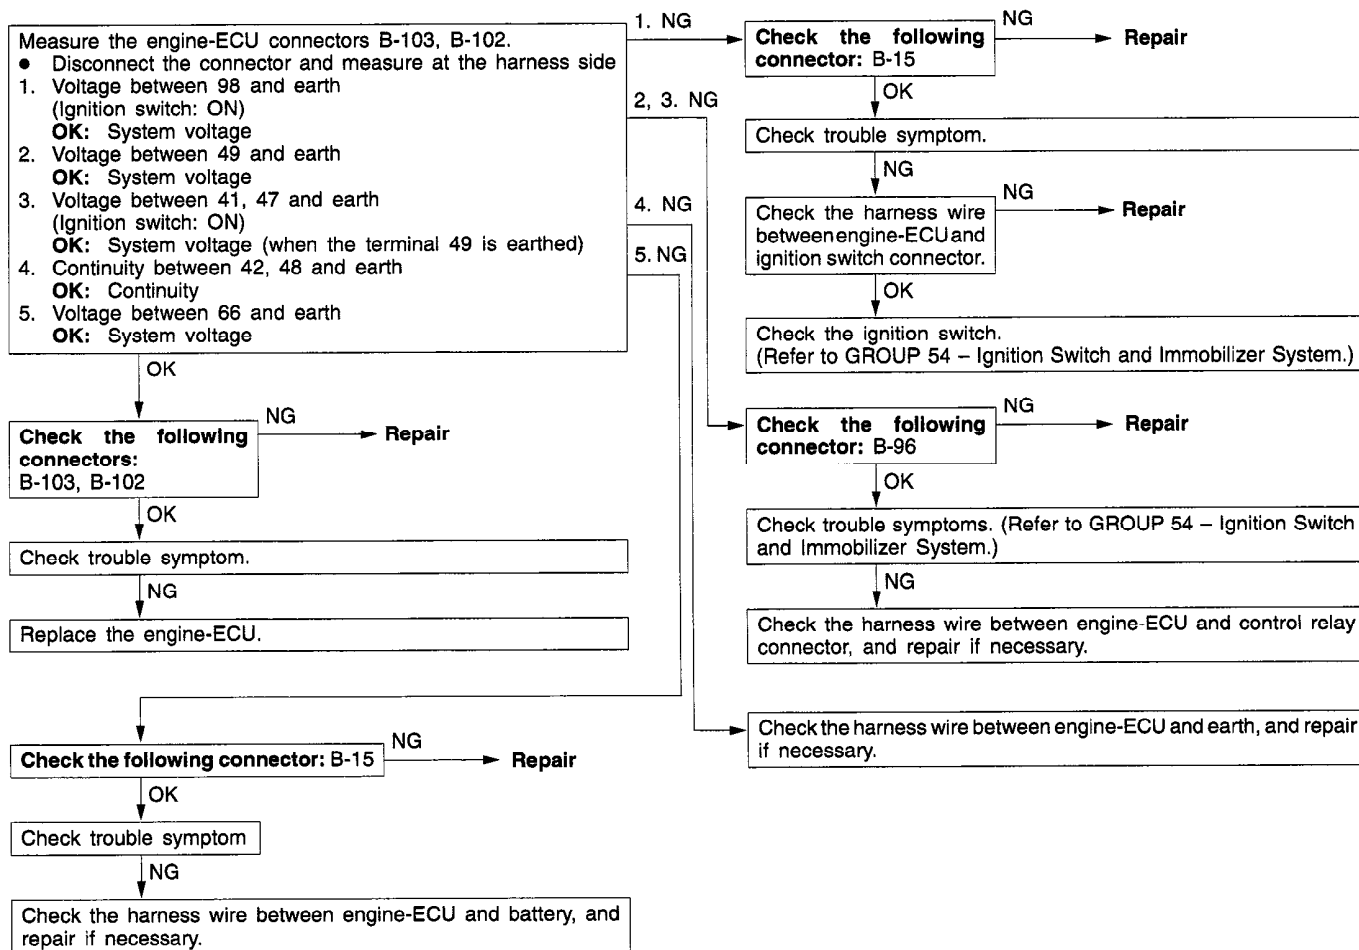 Measure the engine-ECU connectors B-103, B-102.
● Disconnect the connector and measure at the harness side
1. Voltage between 98 and earth
(Ignition switch: ON)
OK: System voltage
2. Voltage between 49 and earth
OK: System voltage
3. Voltage between 41, 47 and earth
(Ignition switch: ON)
OK: System voltage (when the terminal 49 is earthed)
4. Continuity between 42, 48 and earth
OK: Continuity
5. Voltage between 66 and earth
OK: System voltage
OK
Check the following
connectors:
B-103, B-102
NG
Repair
OK
Check trouble symptom.
NG
Replace the engine-ECU.
1. NG
Check the following
connector: B-15
NG
Repair
OK
Check trouble symptom.
NG
Check the harness wire
between engine-ECU and
ignition switch connector.
NG
Repair
OK
Check the ignition switch.
(Refer to GROUP 54 – Ignition Switch and Immobilizer System.)
2, 3. NG
Check the following
connector: B-96
NG
Repair
OK
Check trouble symptoms. (Refer to GROUP 54 – Ignition Switch
and Immobilizer System.)
NG
Check the harness wire between engine-ECU and control relay
connector, and repair if necessary.
4. NG
Check the harness wire between engine-ECU and earth, and repair
if necessary.
5. NG
Check the following connector: B-15
NG
Repair
OK
Check trouble symptom
NG
Check the harness wire between engine-ECU and battery, and
repair if necessary.